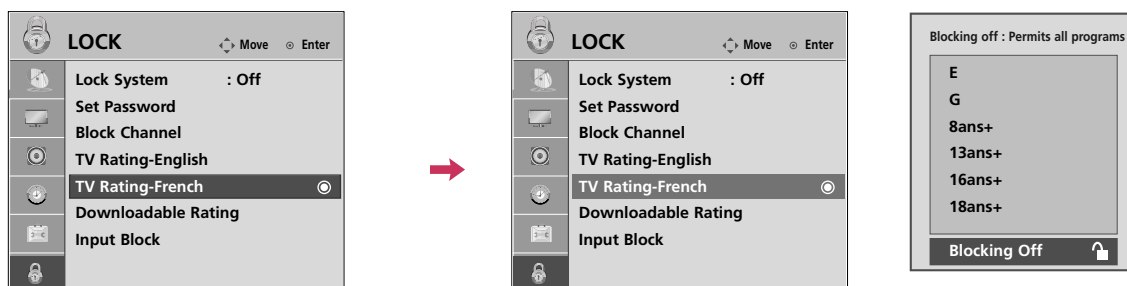 LOCK Move Enter
Lock System : Off
Set Password
Block Channel
TV Rating-English
TV Rating-French
Downloadable Rating
Input Block
LOCK Move Enter
Lock System : Off
Set Password
Block Channel
TV Rating-English
TV Rating-French
Downloadable Rating
Input Block
Blocking off : Permits all programs
E
G
8ans+
13ans+
16ans+
18ans+
Blocking Off